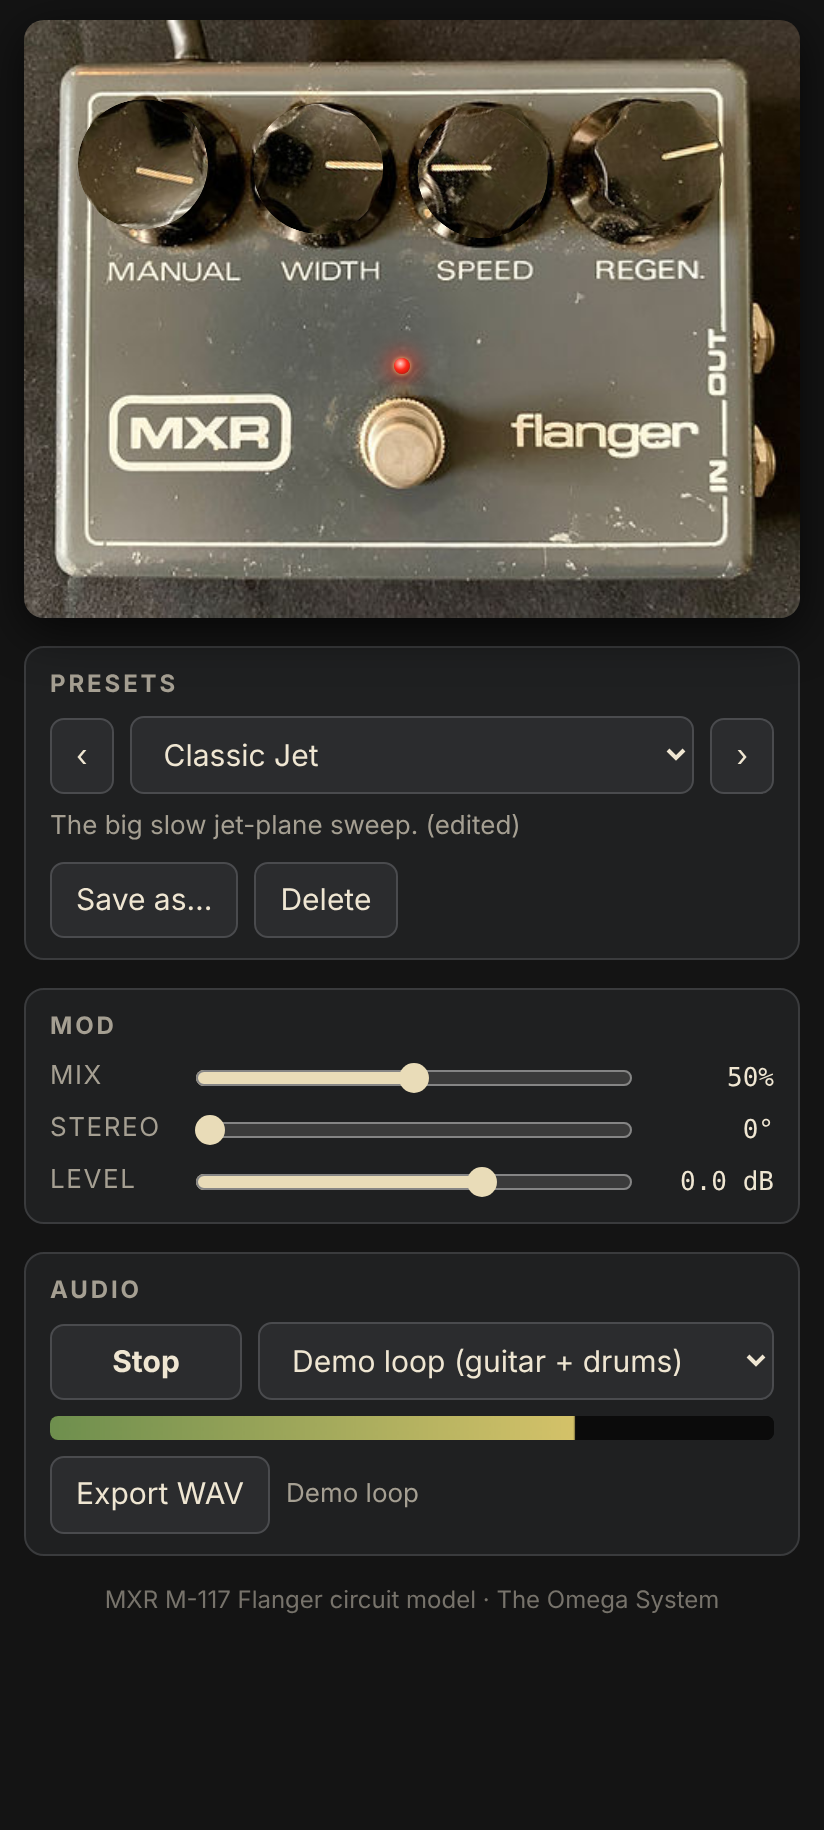 MANUAL WIDTH SPEED REGEN.
OUT
MXR flanger
IN
PRESETS
‹ Classic Jet ›
The big slow jet-plane sweep. (edited)
Save as... Delete
MOD
MIX 50%
STEREO 0°
LEVEL 0.0 dB
AUDIO
Stop Demo loop (guitar + drums)
Export WAV Demo loop
MXR M-117 Flanger circuit model · The Omega System